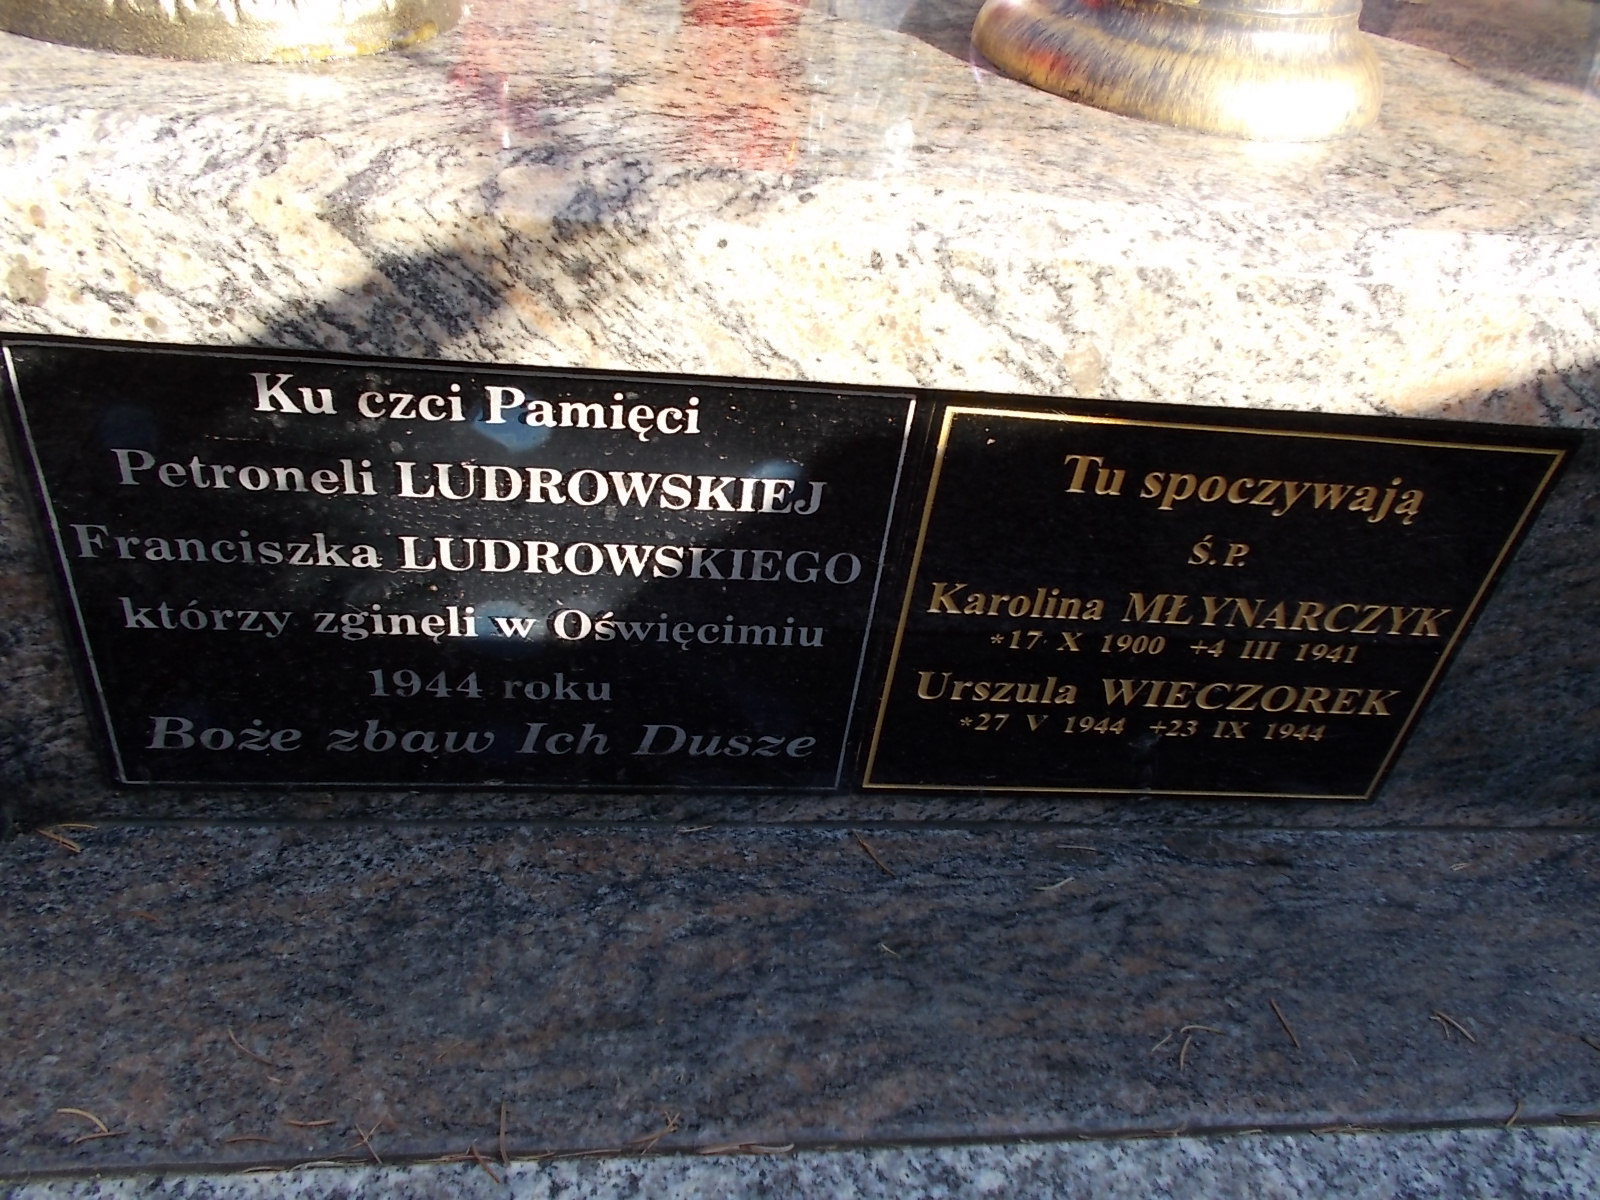 Ku czci Pamięci
Petroneli LUDROWSKIEJ
Franciszka LUDROWSKIEGO
którzy zginęli w Oświęcimiu
1944 roku
Boże zbaw Ich Dusze
Tu spoczywają
Ś.P.
Karolina MŁYNARCZYK
*17 X 1900 +4 III 1941
Urszula WIECZOREK
*27 V 1944 +23 IX 1944